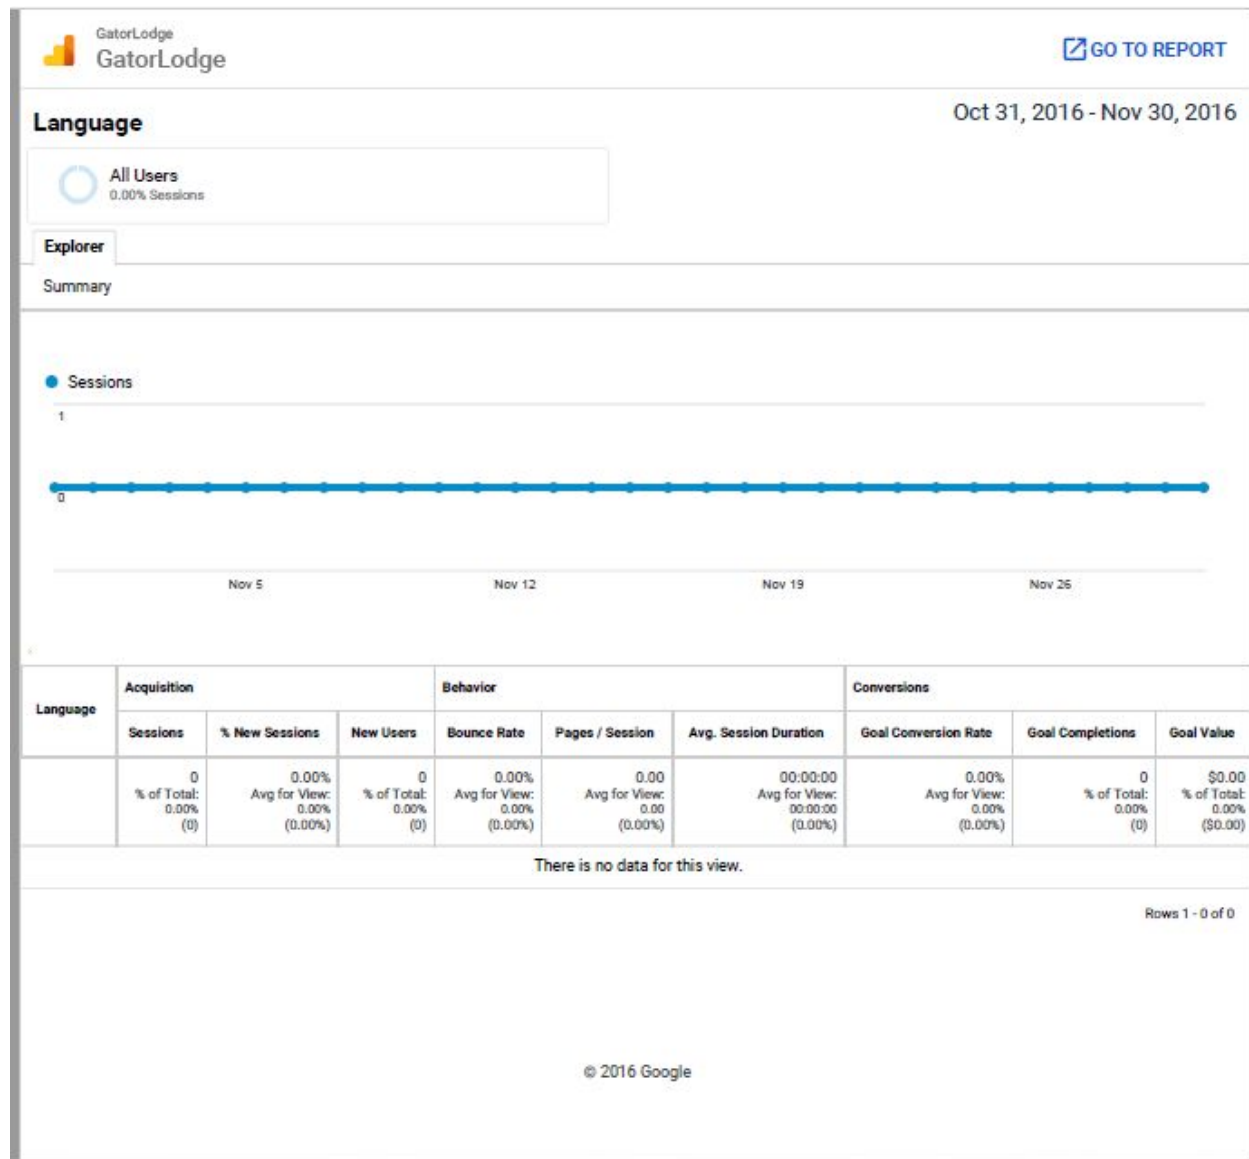 GatorLodge
GatorLodge
GO TO REPORT
Language
Oct 31, 2016 - Nov 30, 2016
All Users
0.00% Sessions
Explorer
Summary
Sessions
1
0
Nov 5 Nov 12 Nov 19 Nov 26
Language Acquisition Behavior Conversions
Sessions % New Sessions New Users Bounce Rate Pages / Session Avg. Session Duration Goal Conversion Rate Goal Completions Goal Value
0 0.00% 0 0.00% 0.00 00:00:00 0.00% 0 $0.00
% of Total: Avg for View: % of Total: Avg for View: Avg for View: Avg for View: Avg for View: % of Total: % of Total:
0.00% 0.00% 0.00% 0.00% 0.00 00:00:00 0.00% 0.00% 0.00%
(0) (0.00%) (0) (0.00%) (0.00%) (0.00%) (0.00%) (0) ($0.00)
There is no data for this view.
Rows 1 - 0 of 0
© 2016 Google